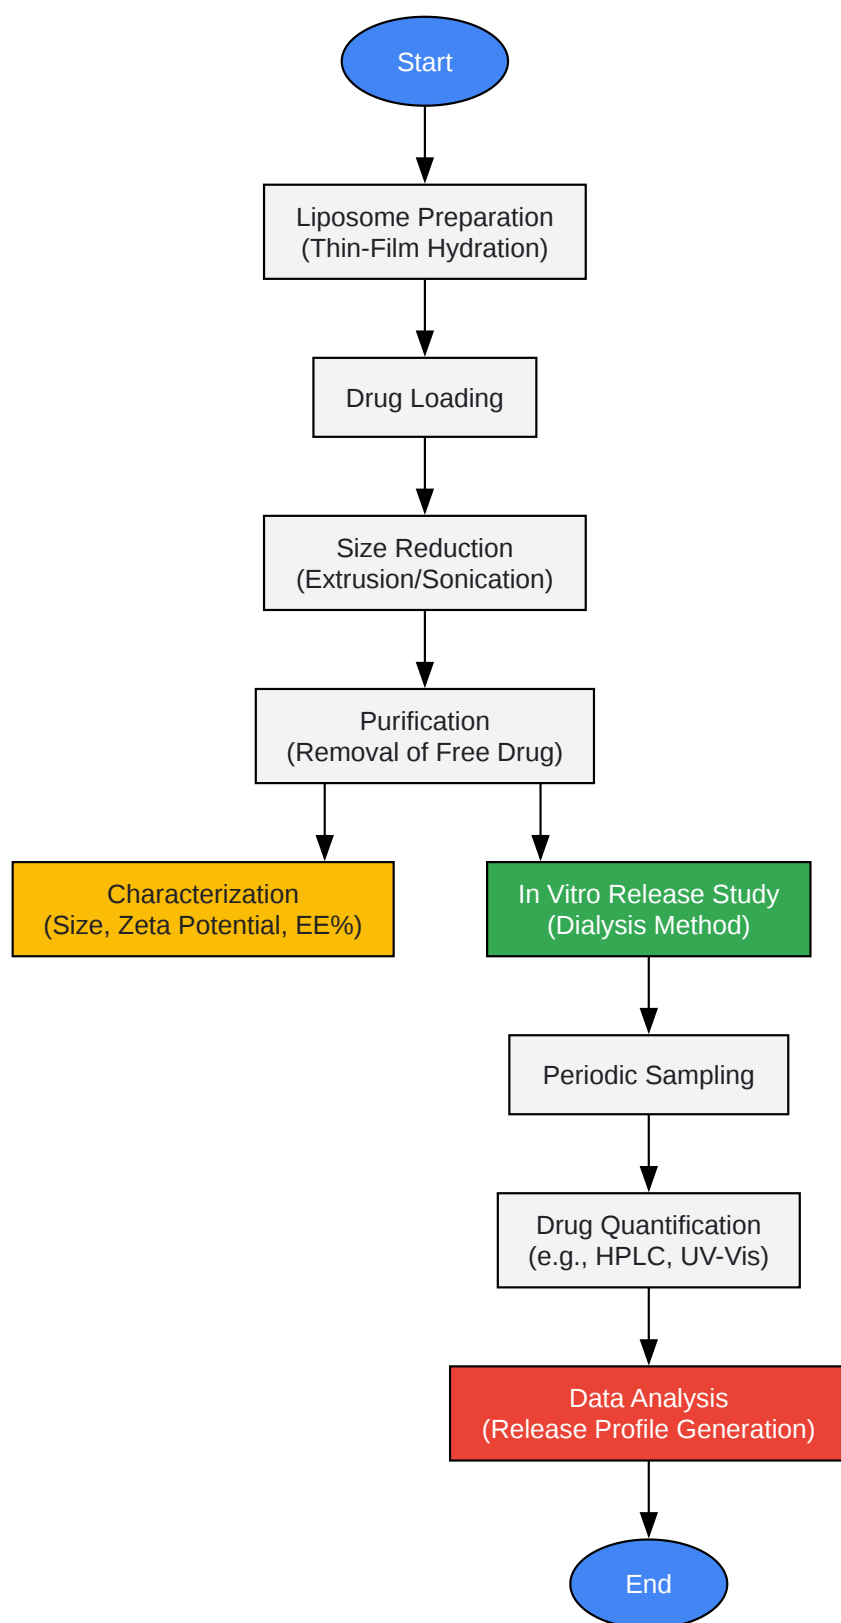 Start
Liposome Preparation
(Thin-Film Hydration)
Drug Loading
Size Reduction
(Extrusion/Sonication)
Purification
(Removal of Free Drug)
Characterization
(Size, Zeta Potential, EE%)
In Vitro Release Study
(Dialysis Method)
Periodic Sampling
Drug Quantification
(e.g., HPLC, UV-Vis)
Data Analysis
(Release Profile Generation)
End